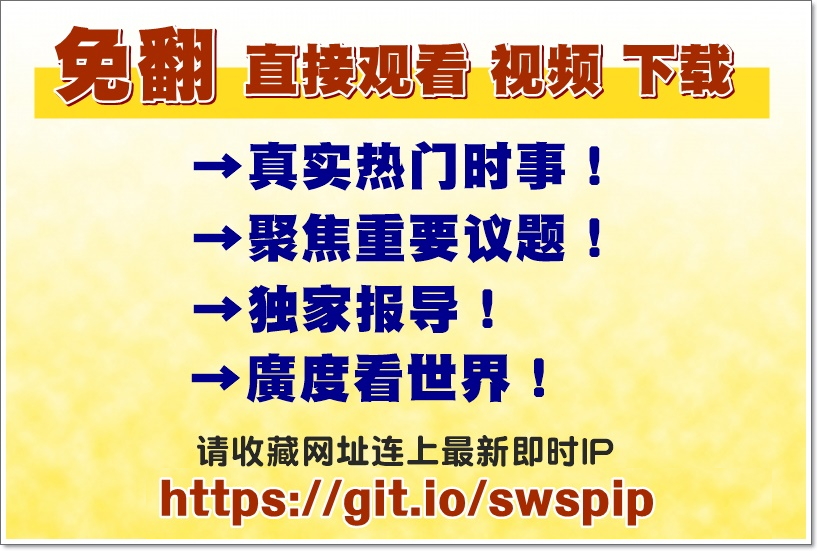 免翻 直接观看 视频 下载
→真实热门时事！
→聚焦重要议题！
→独家报导！
→廣度看世界！
请收藏网址连上最新即时IP
https://git.io/swspip